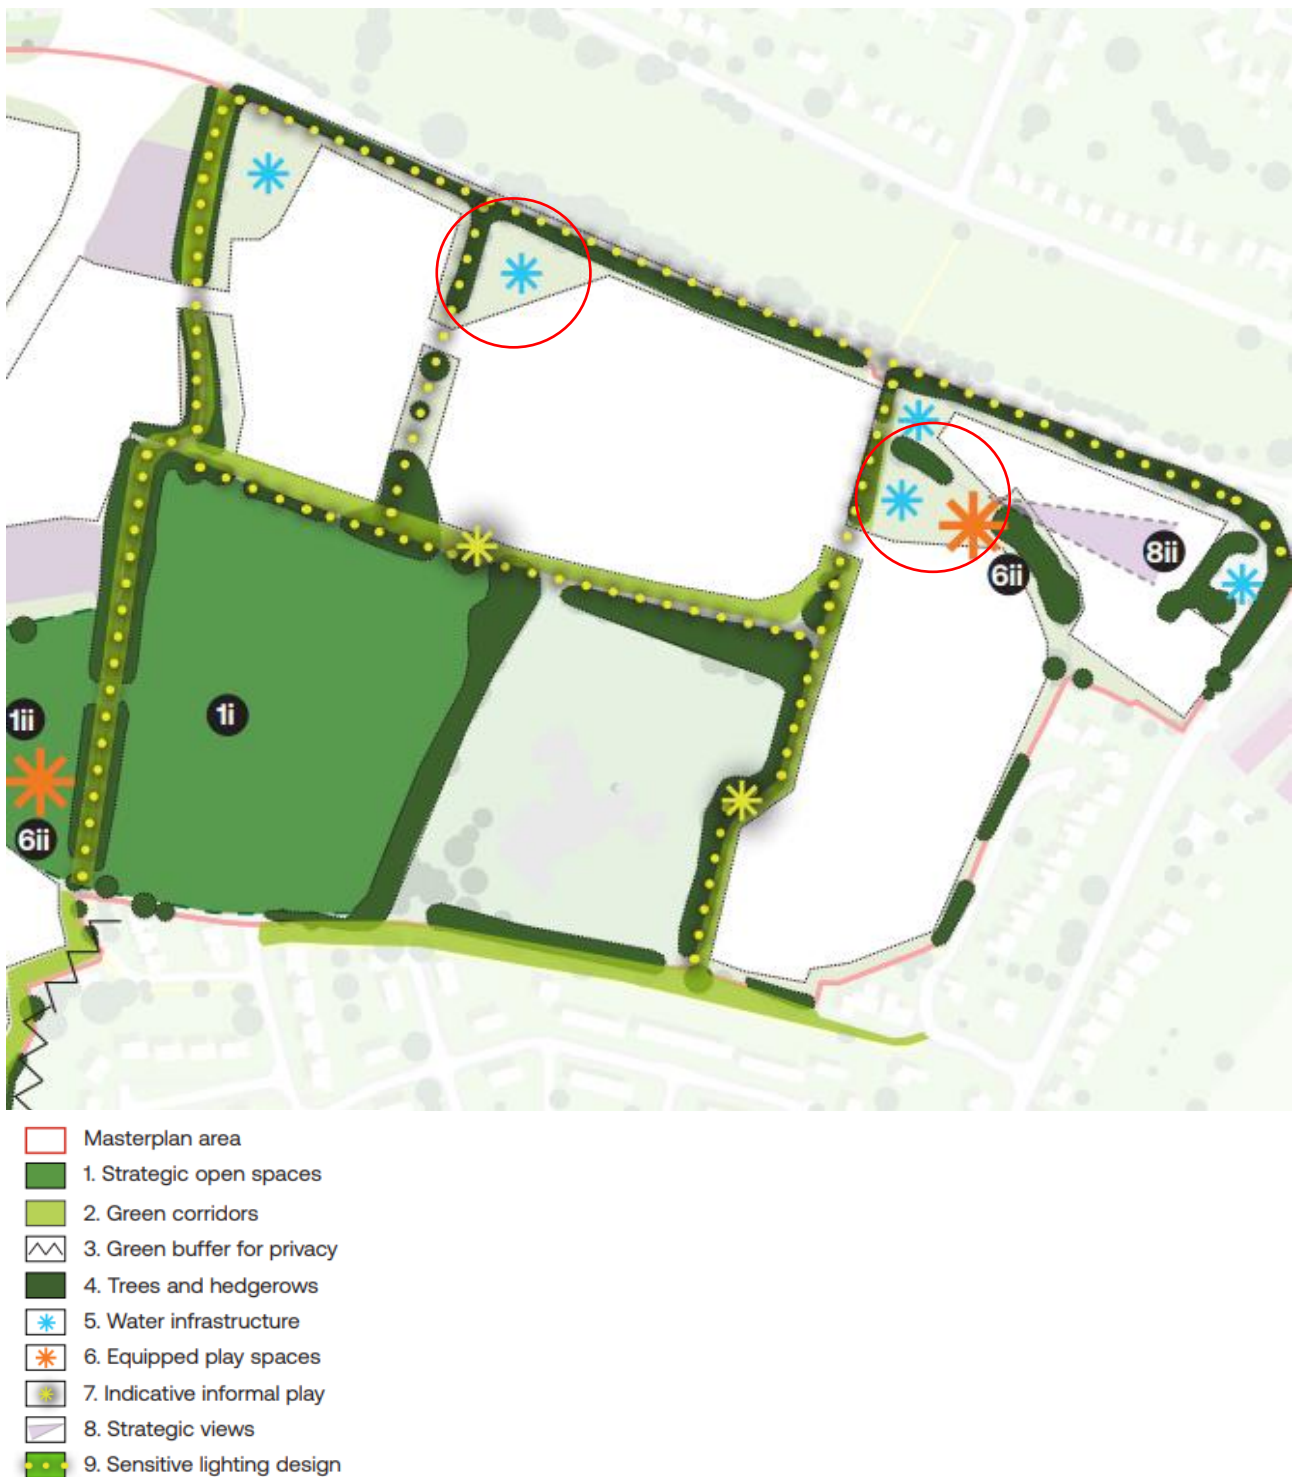 8ii
6ii
1ii
1i
6ii
Masterplan area
1. Strategic open spaces
2. Green corridors
3. Green buffer for privacy
4. Trees and hedgerows
5. Water infrastructure
6. Equipped play spaces
7. Indicative informal play
8. Strategic views
9. Sensitive lighting design